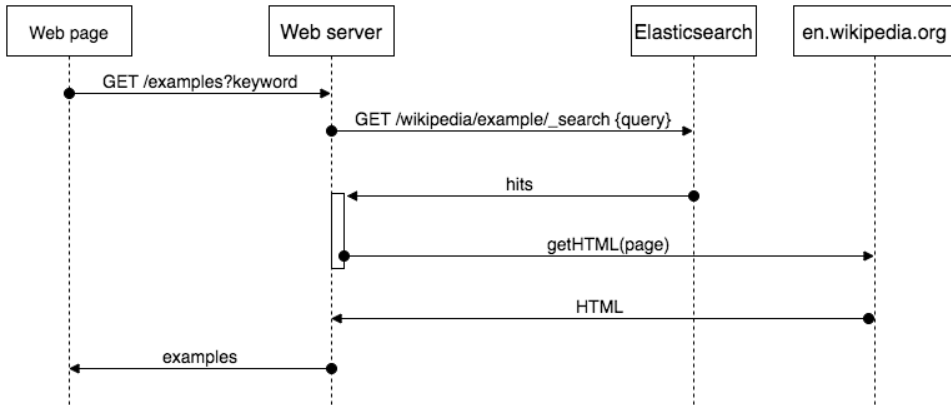 Web page
Web server
Elasticsearch
en.wikipedia.org
GET /examples?keyword
GET /wikipedia/example/_search {query}
hits
getHTML(page)
HTML
examples